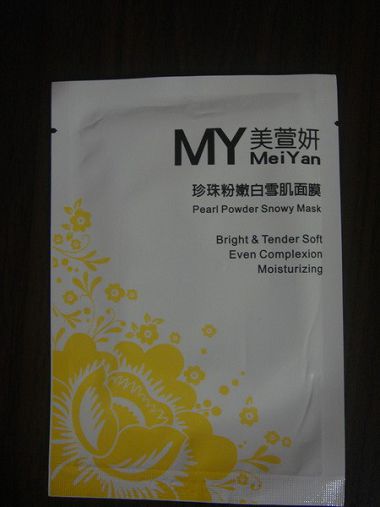 MY 美萱妍
MeiYan
珍珠粉嫩白雪肌面膜
Pearl Powder Snowy Mask
Bright & Tender Soft
Even Complexion
Moisturizing